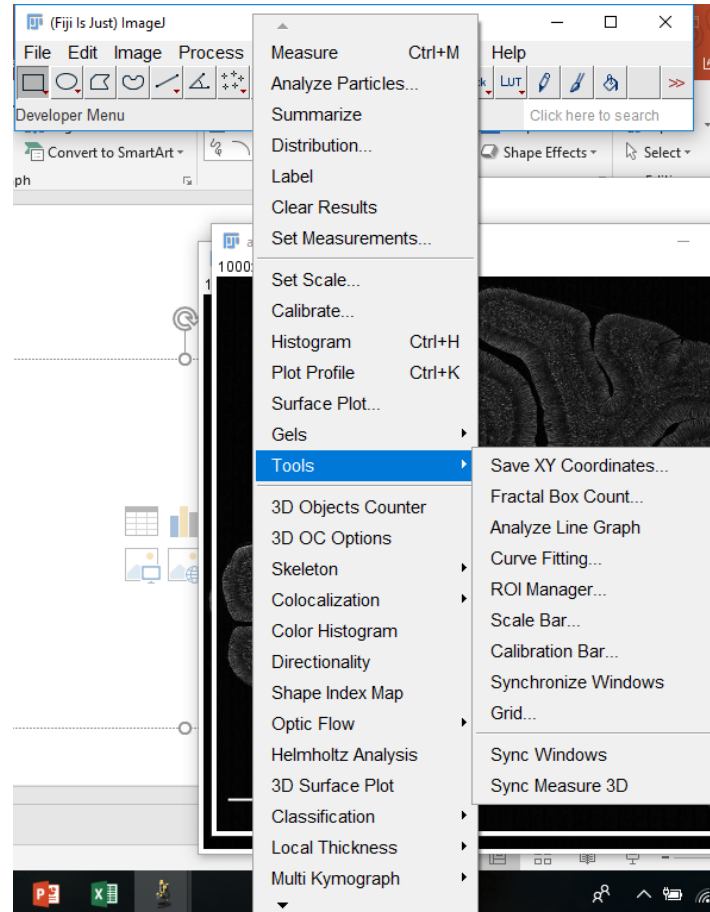 (Fiji Is Just) ImageJ
File Edit Image Process Help
LUT >>
Developer Menu Click here to search
Convert to SmartArt Shape Effects Select
ph
1000
Measure Ctrl+M
Analyze Particles...
Summarize
Distribution...
Label
Clear Results
Set Measurements...
Set Scale...
Calibrate...
Histogram Ctrl+H
Plot Profile Ctrl+K
Surface Plot...
Gels
Tools
3D Objects Counter
3D OC Options
Skeleton
Colocalization
Color Histogram
Directionality
Shape Index Map
Optic Flow
Helmholtz Analysis
3D Surface Plot
Classification
Local Thickness
Multi Kymograph
Save XY Coordinates...
Fractal Box Count...
Analyze Line Graph
Curve Fitting...
ROI Manager...
Scale Bar...
Calibration Bar...
Synchronize Windows
Grid...
Sync Windows
Sync Measure 3D